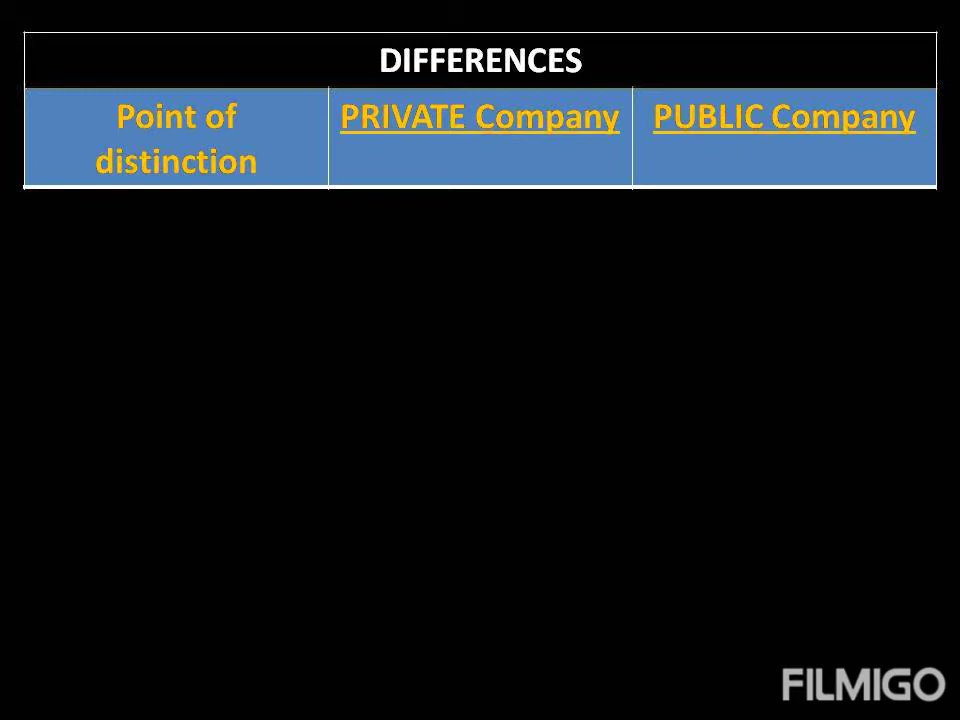 DIFFERENCES
Point of distinction
PRIVATE Company
PUBLIC Company
FILMIGO